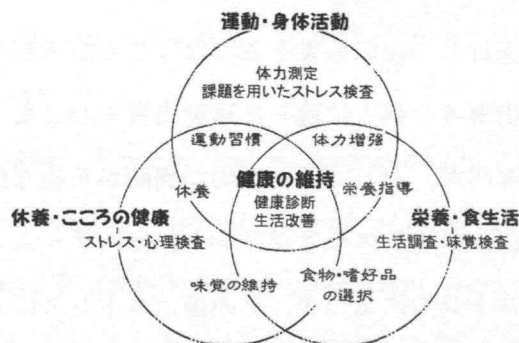 運動・身体活動
体力測定
課題を用いたストレス検査
運動習慣
体力増強
休養
健康の維持
栄養指導
健康診断
生活改善
休養・こころの健康
ストレス・心理検査
栄養・食生活
生活調査・味覚検査
味覚の維持
食物・嗜好品
の選択